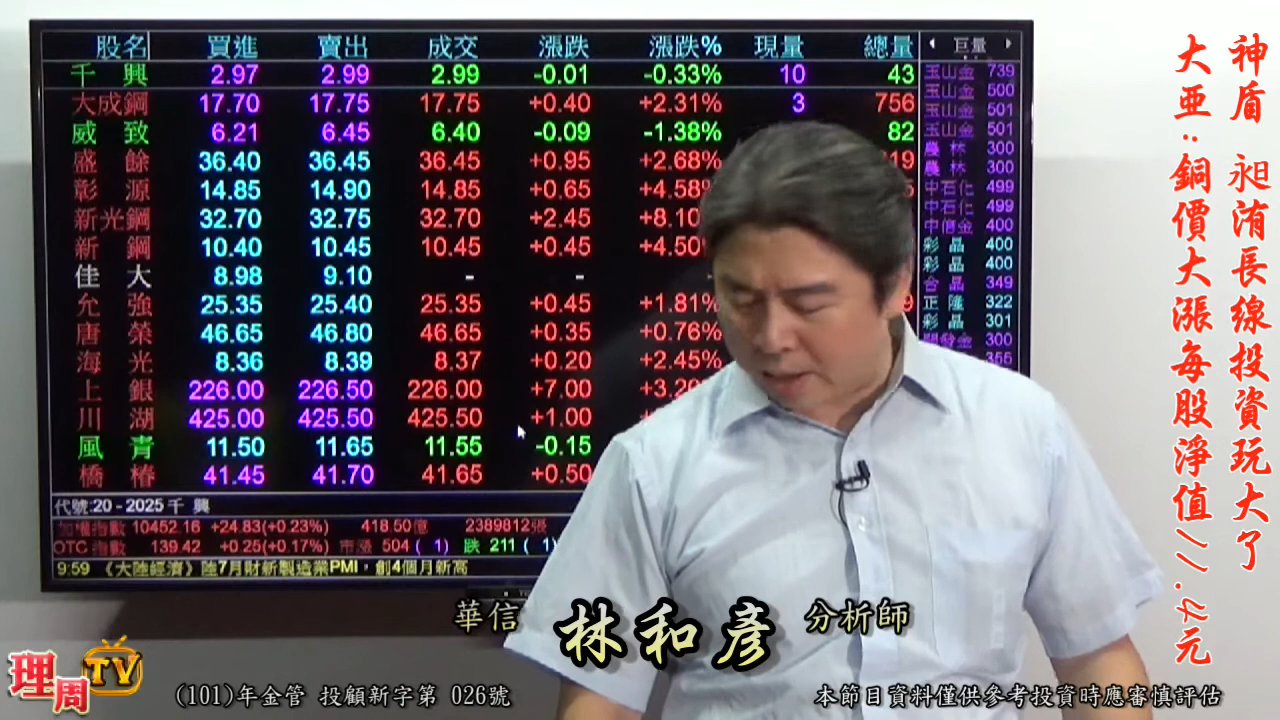 股名 買進 賣出 成交 漲跌 漲跌% 現量 總量
千興 2.97 2.99 2.99 -0.01 -0.33% 10 43
大成鋼 17.70 17.75 17.75 +0.40 +2.31% 3 756
威致 6.21 6.45 6.40 -0.09 -1.38% 82
盛餘 36.40 36.45 36.45 +0.95 +2.68%
彰源 14.85 14.90 14.85 +0.65 +4.58%
新光鋼 32.70 32.75 32.70 +2.45 +8.10
新鋼 10.40 10.45 10.45 +0.45 +4.50
佳大 8.98 9.10 - -
允強 25.35 25.40 25.35 +0.45 +1.81%
唐榮 46.65 46.80 46.65 +0.35 +0.76%
海光 8.36 8.39 8.37 +0.20 +2.45%
上銀 226.00 226.50 226.00 +7.00 +3.20
川湖 425.00 425.50 425.50 +1.00
風青 11.50 11.65 11.55 -0.15
橋椿 41.45 41.70 41.65 +0.50
代號:20 - 2025 千興
加權指數 10452.16 +24.83(+0.23%) 418.50億 2389812張
OTC 指數 139.42 +0.25(+0.17%) 市漲 504 ( 1) 跌 211 ( 1)
9:59 《大陸經濟》陸7月財新製造業PMI，創4個月新高
巨量
玉山金 739
玉山金 500
玉山金 501
玉山金 501
農林 300
農林 300
中石化 499
中石化 499
中信金 400
彩晶 400
彩晶 400
合晶 349
正隆 322
彩晶 301
開發金 300
355
神盾 昶洧長線投資玩大了
大亞:銅價大漲每股淨值11.42元
華信 林和彥 分析師
理周TV
(101)年金管 投顧新字第 026號
本節目資料僅供參考投資時應審慎評估